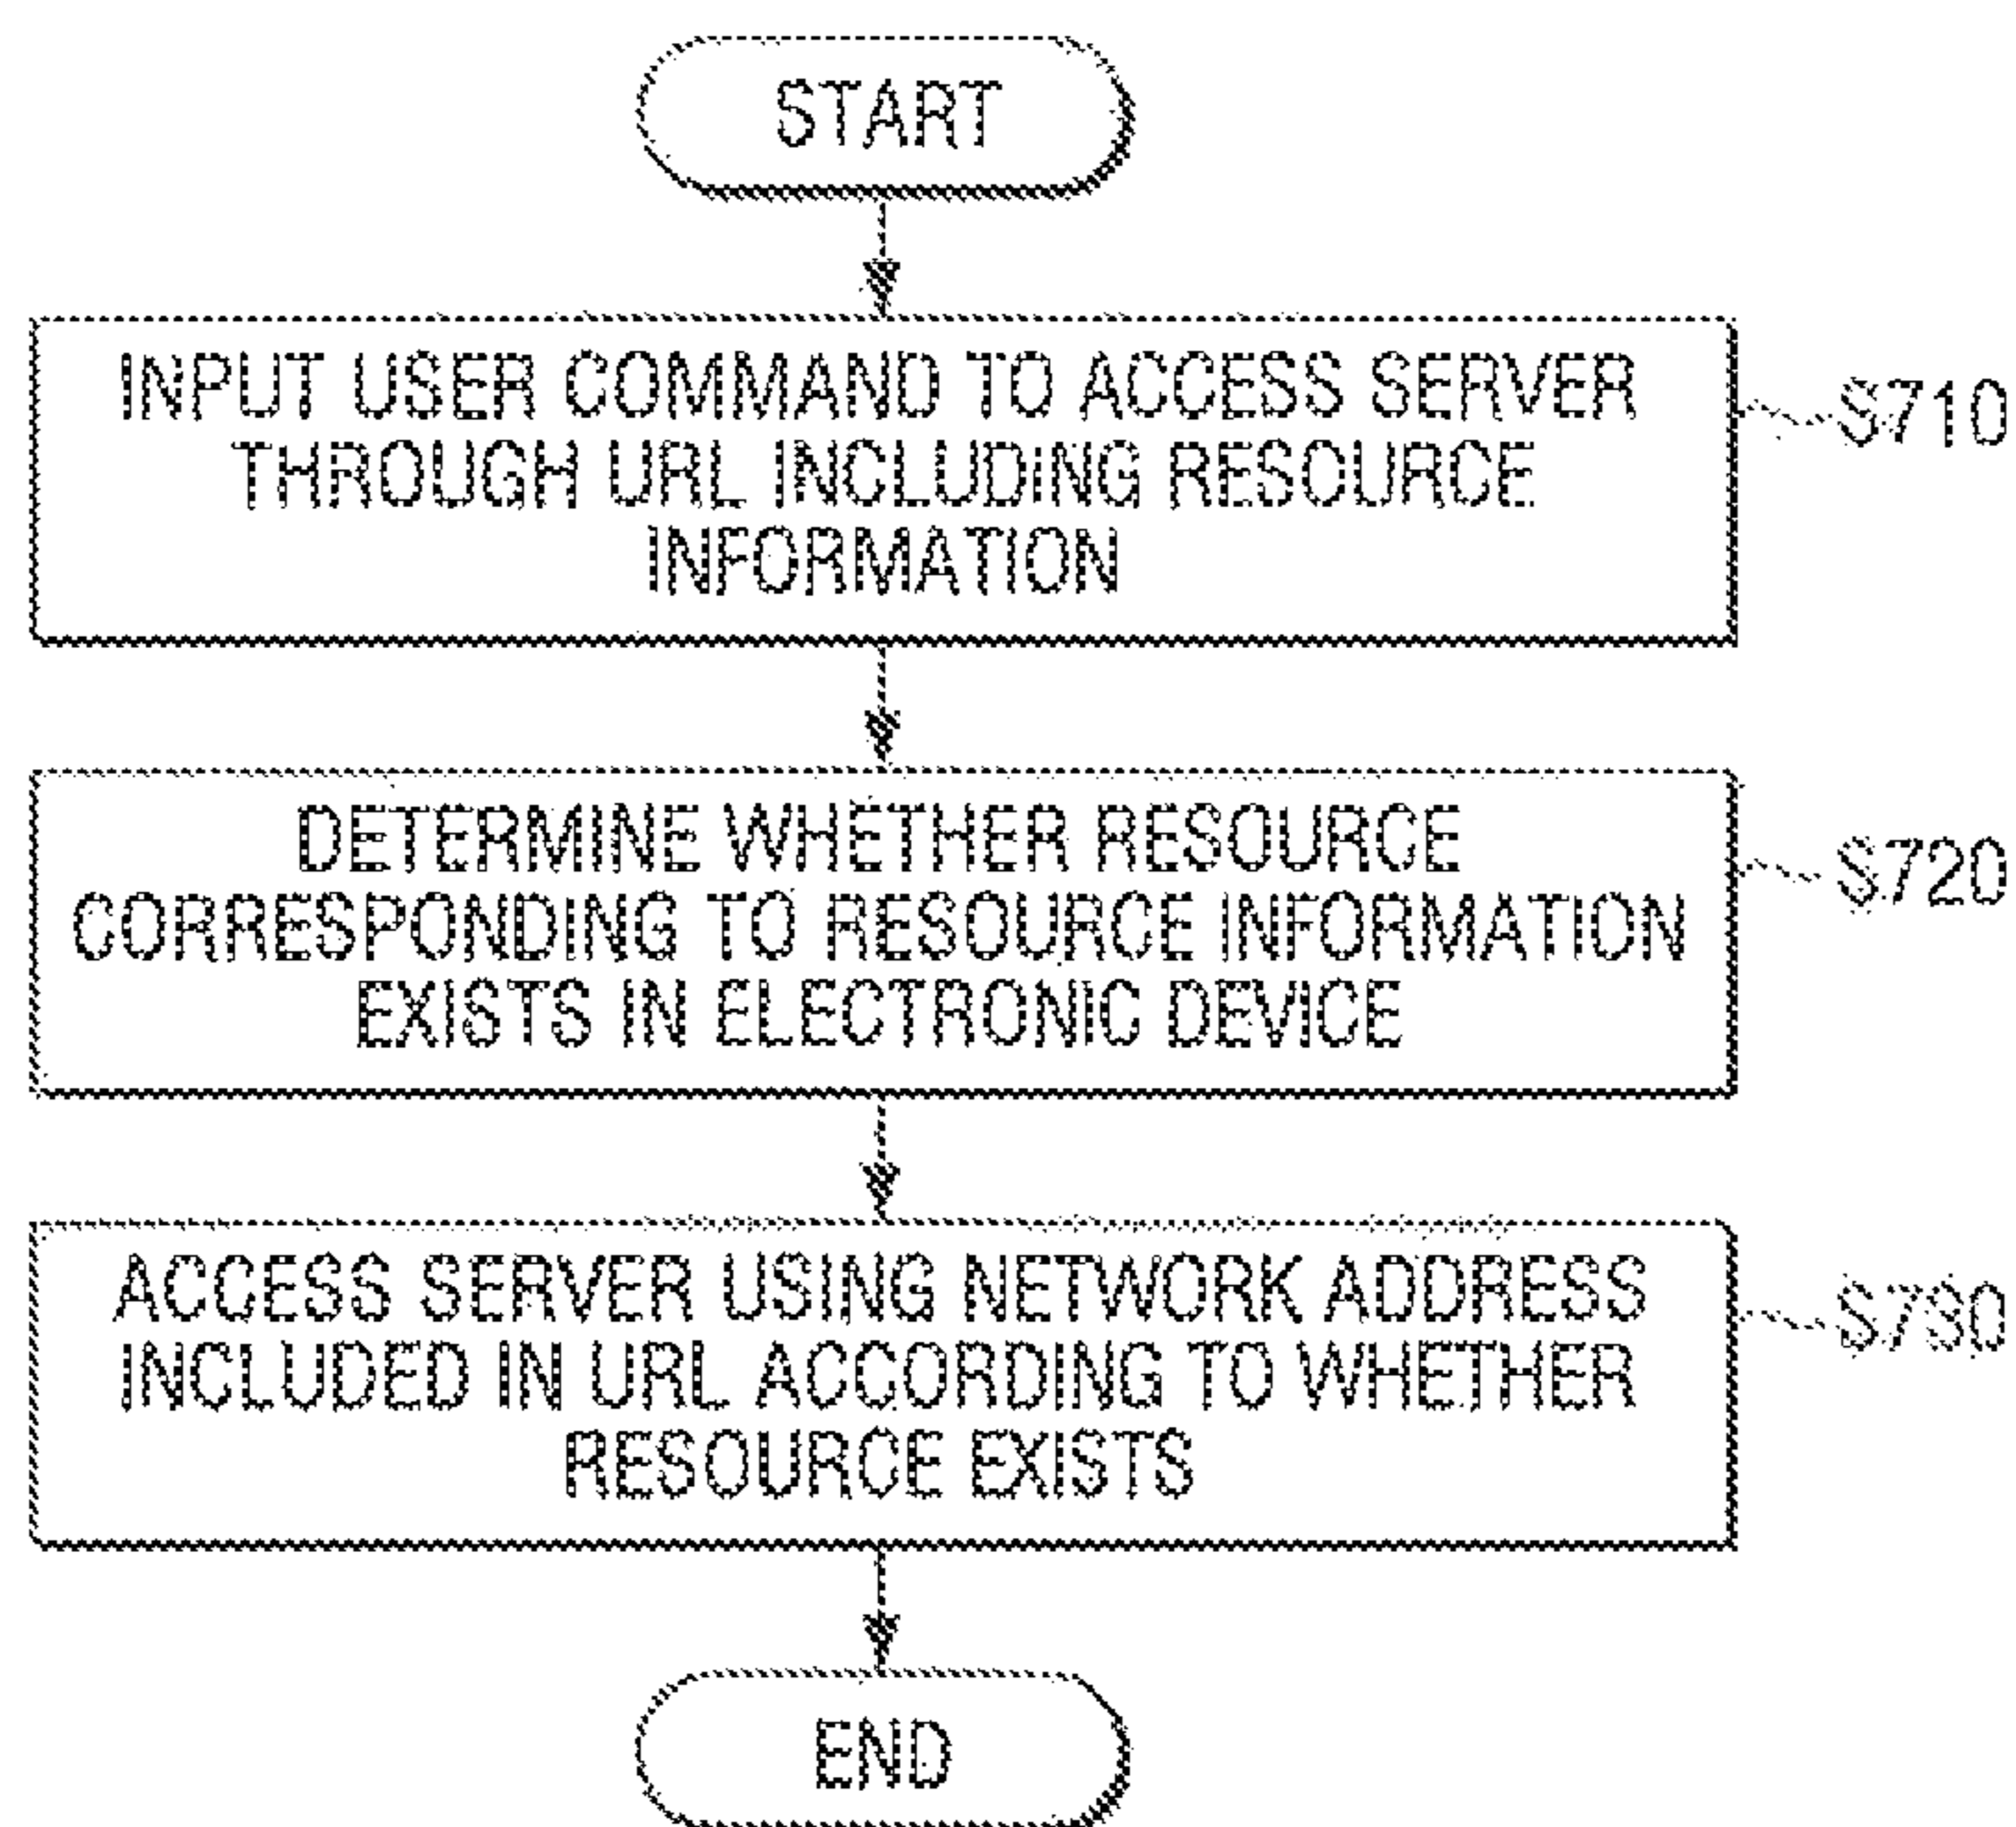 START
INPUT USER COMMAND TO ACCESS SERVER
THROUGH URL INCLUDING RESOURCE
INFORMATION
S710
DETERMINE WHETHER RESOURCE
CORRESPONDING TO RESOURCE INFORMATION
EXISTS IN ELECTRONIC DEVICE
S720
ACCESS SERVER USING NETWORK ADDRESS
INCLUDED IN URL ACCORDING TO WHETHER
RESOURCE EXISTS
S730
END